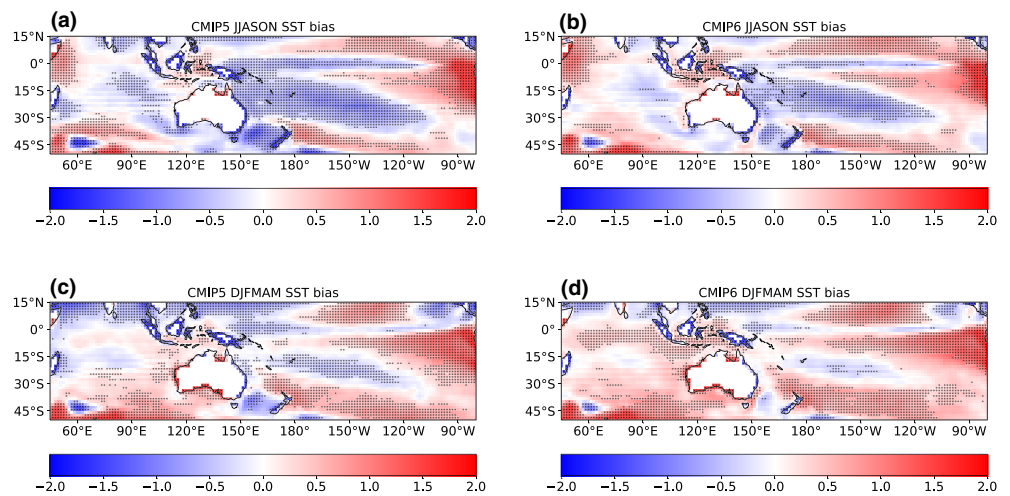 (a)
CMIP5 JJASON SST bias
15°N
0°
15°S
30°S
45°S
60°E 90°E 120°E 150°E 180° 150°W 120°W 90°W
−2.0 −1.5 −1.0 −0.5 0.0 0.5 1.0 1.5 2.0
(b)
CMIP6 JJASON SST bias
15°N
0°
15°S
30°S
45°S
60°E 90°E 120°E 150°E 180° 150°W 120°W 90°W
−2.0 −1.5 −1.0 −0.5 0.0 0.5 1.0 1.5 2.0
(c)
CMIP5 DJFMAM SST bias
15°N
0°
15°S
30°S
45°S
60°E 90°E 120°E 150°E 180° 150°W 120°W 90°W
−2.0 −1.5 −1.0 −0.5 0.0 0.5 1.0 1.5 2.0
(d)
CMIP6 DJFMAM SST bias
15°N
0°
15°S
30°S
45°S
60°E 90°E 120°E 150°E 180° 150°W 120°W 90°W
−2.0 −1.5 −1.0 −0.5 0.0 0.5 1.0 1.5 2.0